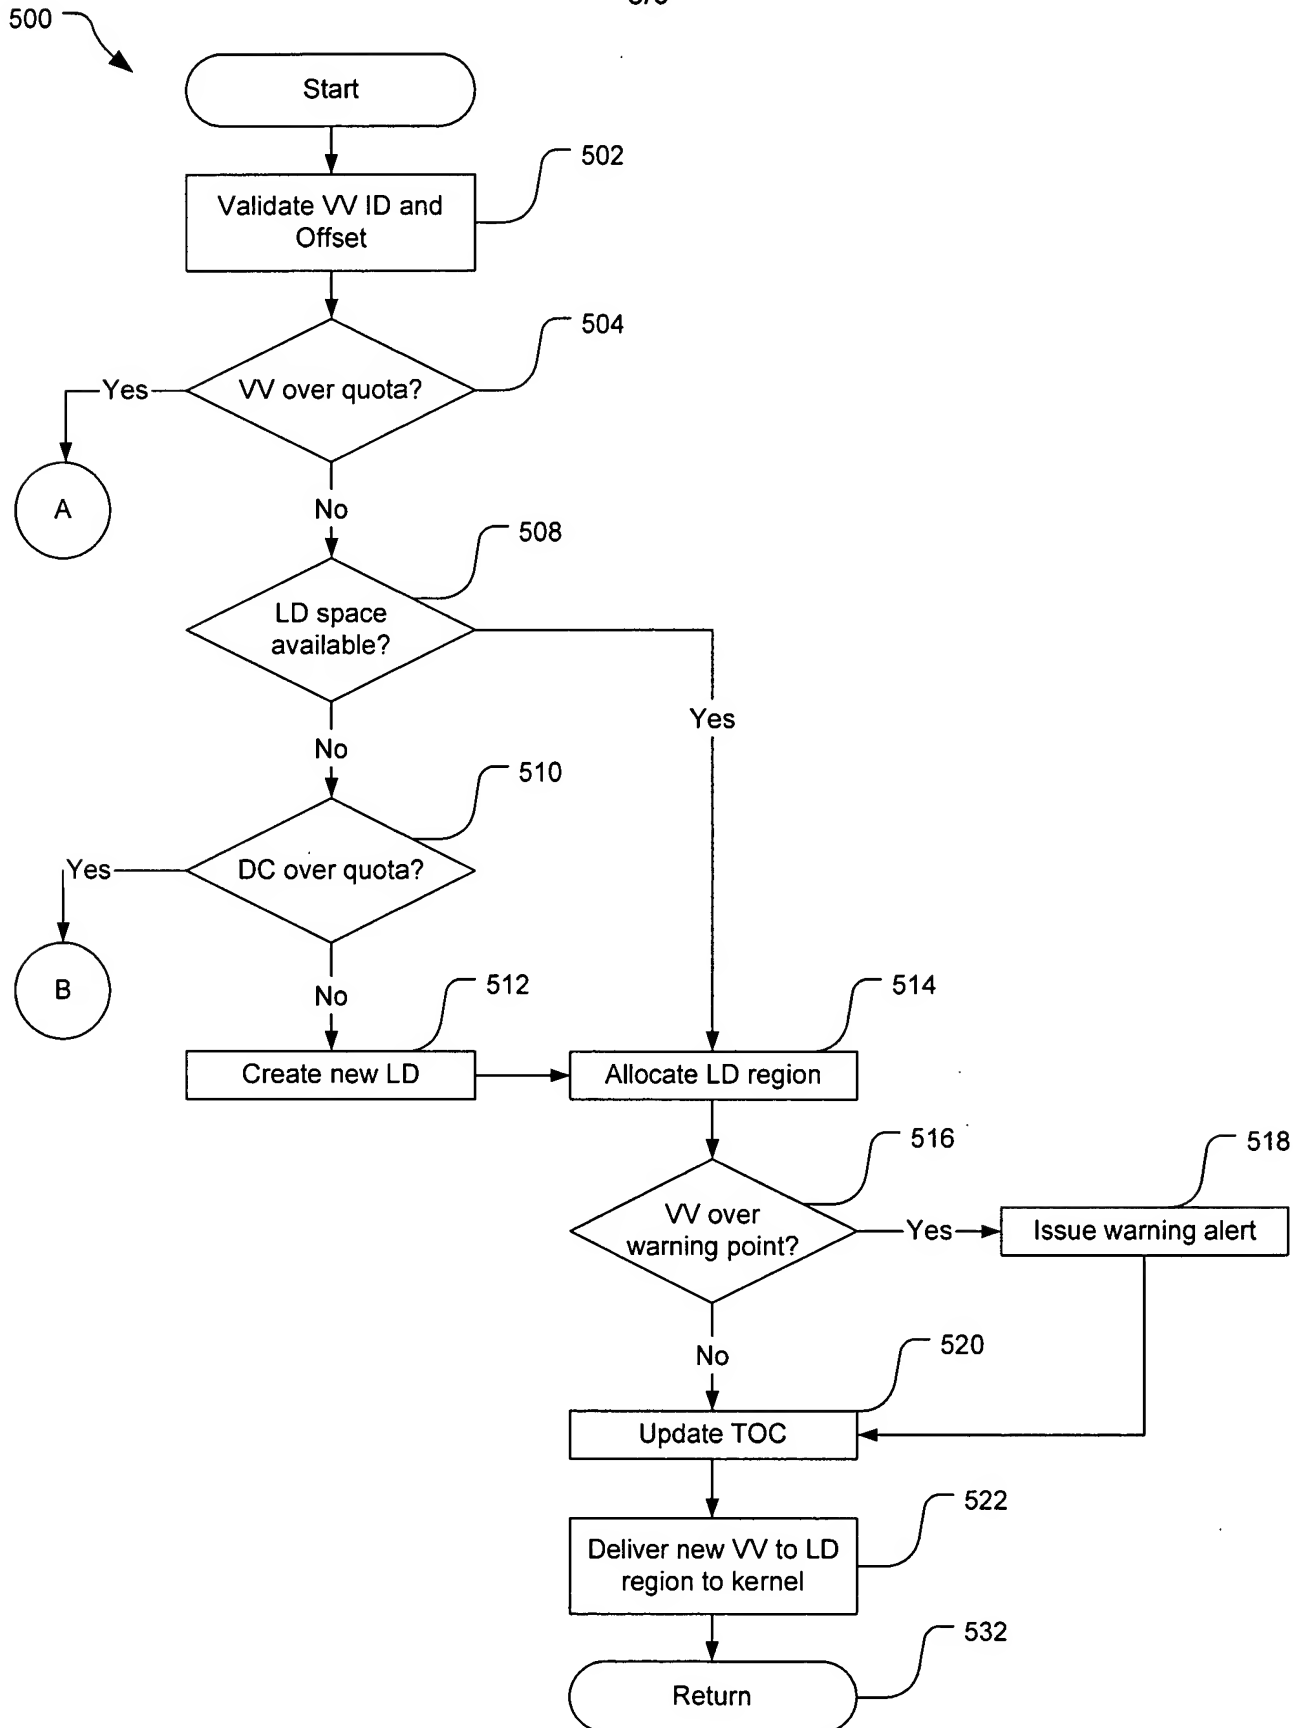 500
Start
502
Validate VV ID and
Offset
504
Yes
VV over quota?
A
No
508
LD space
available?
Yes
No
510
Yes
DC over quota?
B
No
512
514
Create new LD
Allocate LD region
516
518
VV over
warning point?
Yes
Issue warning alert
No
520
Update TOC
522
Deliver new VV to LD
region to kernel
532
Return